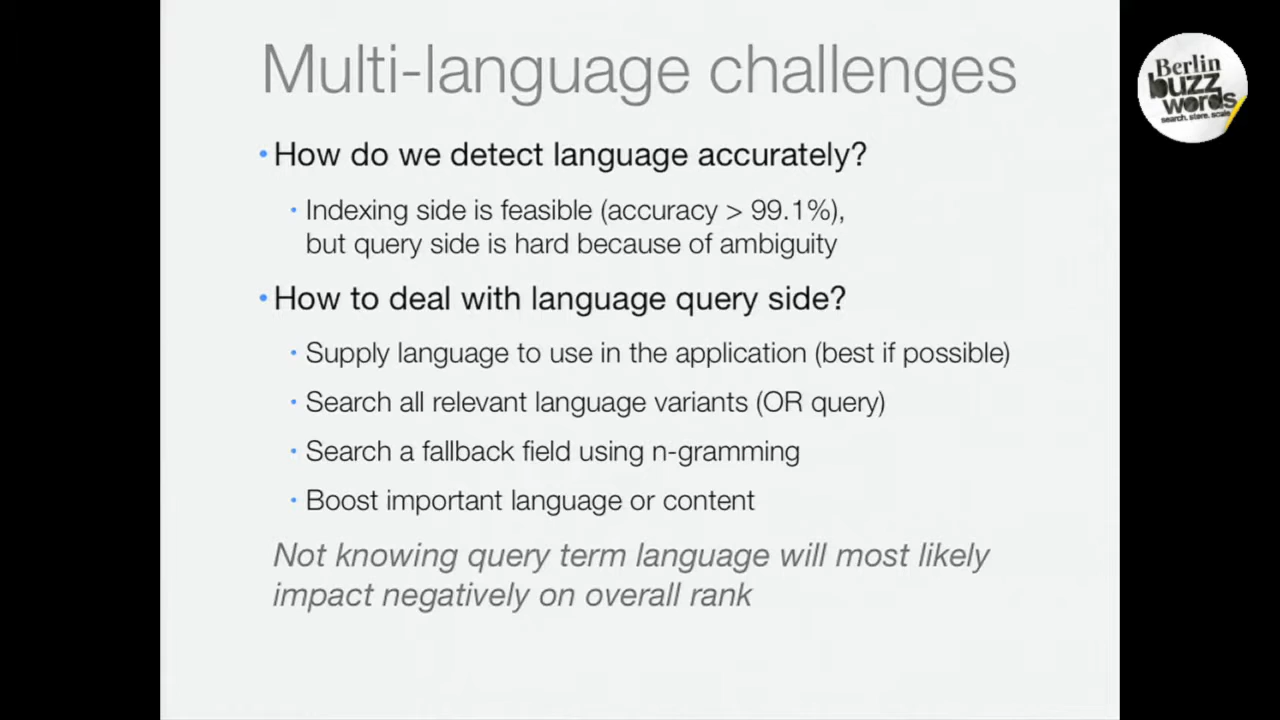 Multi-language challenges
• How do we detect language accurately?
• Indexing side is feasible (accuracy > 99.1%),
but query side is hard because of ambiguity
• How to deal with language query side?
• Supply language to use in the application (best if possible)
• Search all relevant language variants (OR query)
• Search a fallback field using n-gramming
• Boost important language or content
Not knowing query term language will most likely
impact negatively on overall rank
Berlin
buzz
words
search. store. scale